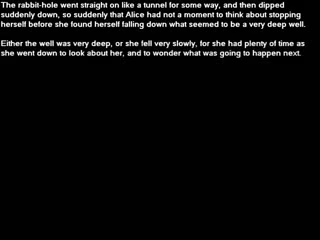 The rabbit-hole went straight on like a tunnel for some way, and then dipped
suddenly down, so suddenly that Alice had not a moment to think about stopping
herself before she found herself falling down what seemed to be a very deep well.
Either the well was very deep, or she fell very slowly, for she had plenty of time as
she went down to look about her, and to wonder what was going to happen next.